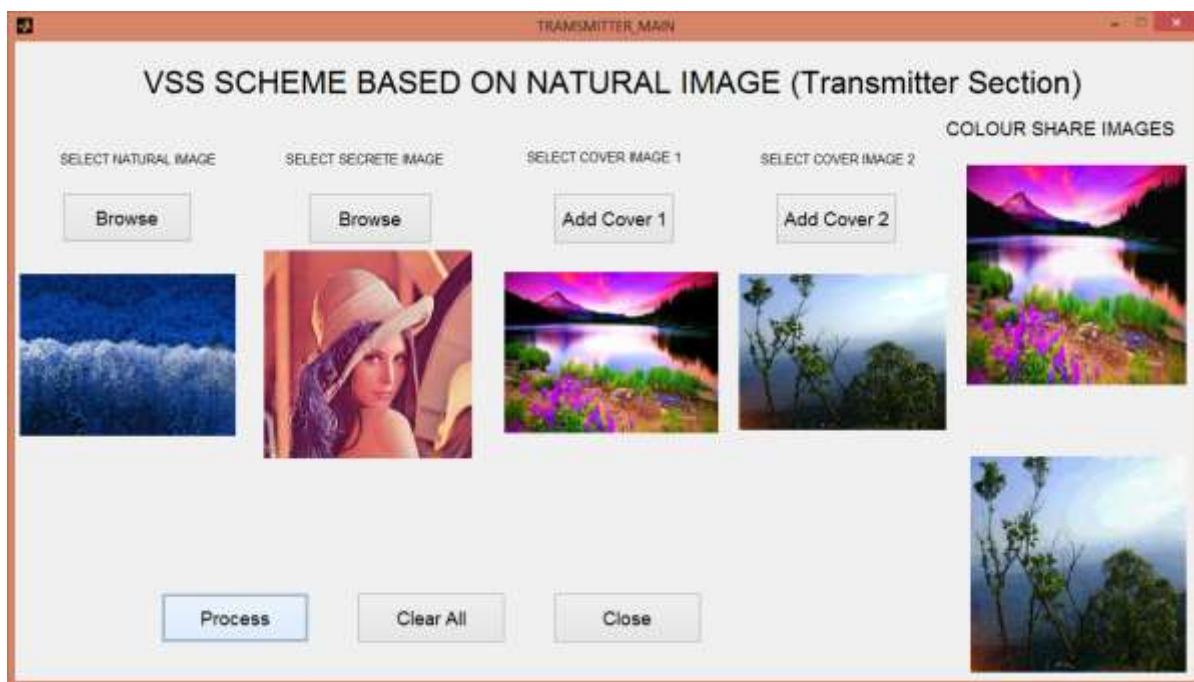 TRAMSMITTER_MAIN
VSS SCHEME BASED ON NATURAL IMAGE (Transmitter Section)
COLOUR SHARE IMAGES
SELECT NATURAL IMAGE
SELECT SECRETE IMAGE
SELECT COVER IMAGE 1
SELECT COVER IMAGE 2
Browse
Browse
Add Cover 1
Add Cover 2
Process
Clear All
Close